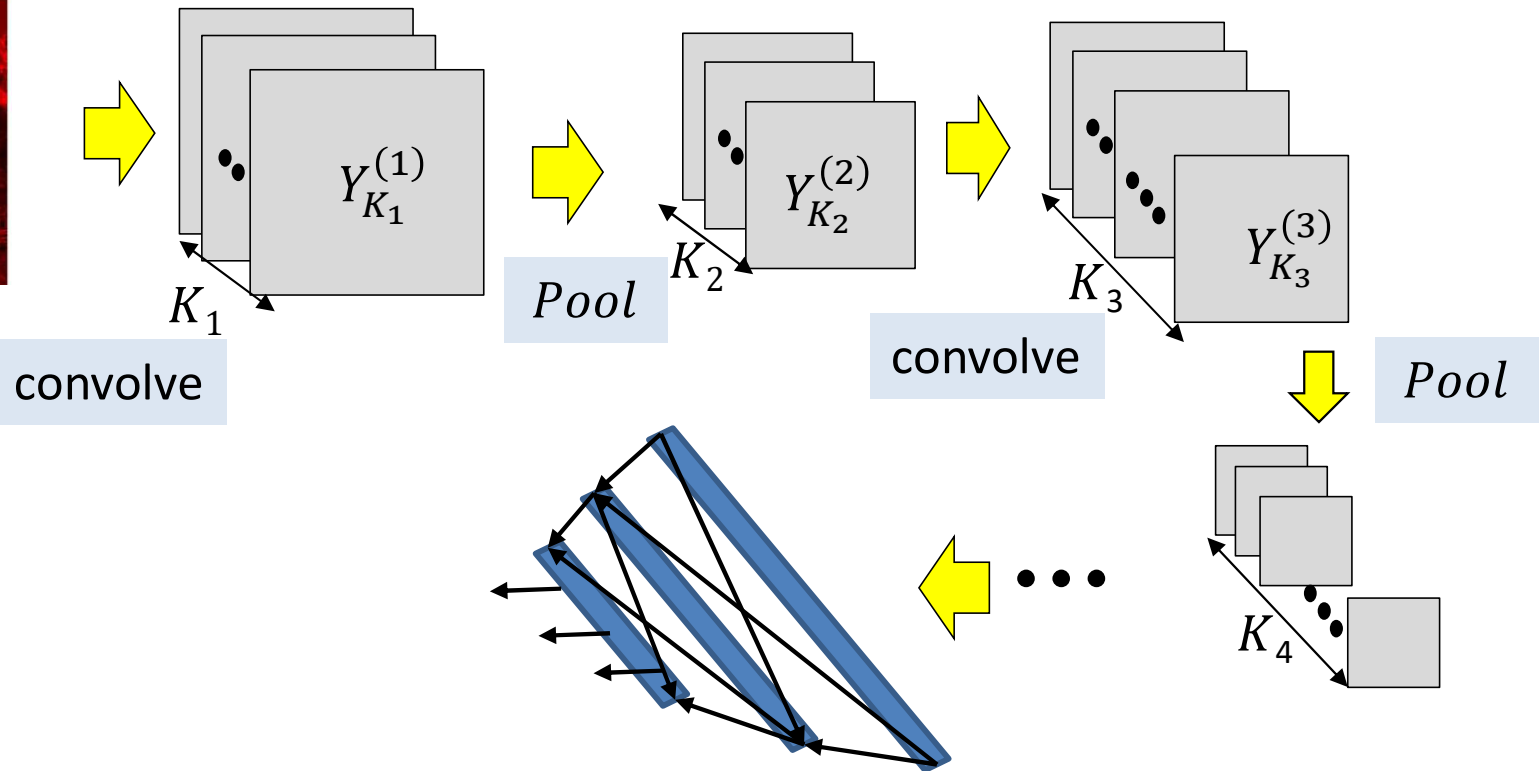 Y_{K_1}^{(1)}
K_1
convolve
Pool
Y_{K_2}^{(2)}
K_2
convolve
Y_{K_3}^{(3)}
K_3
Pool
K_4